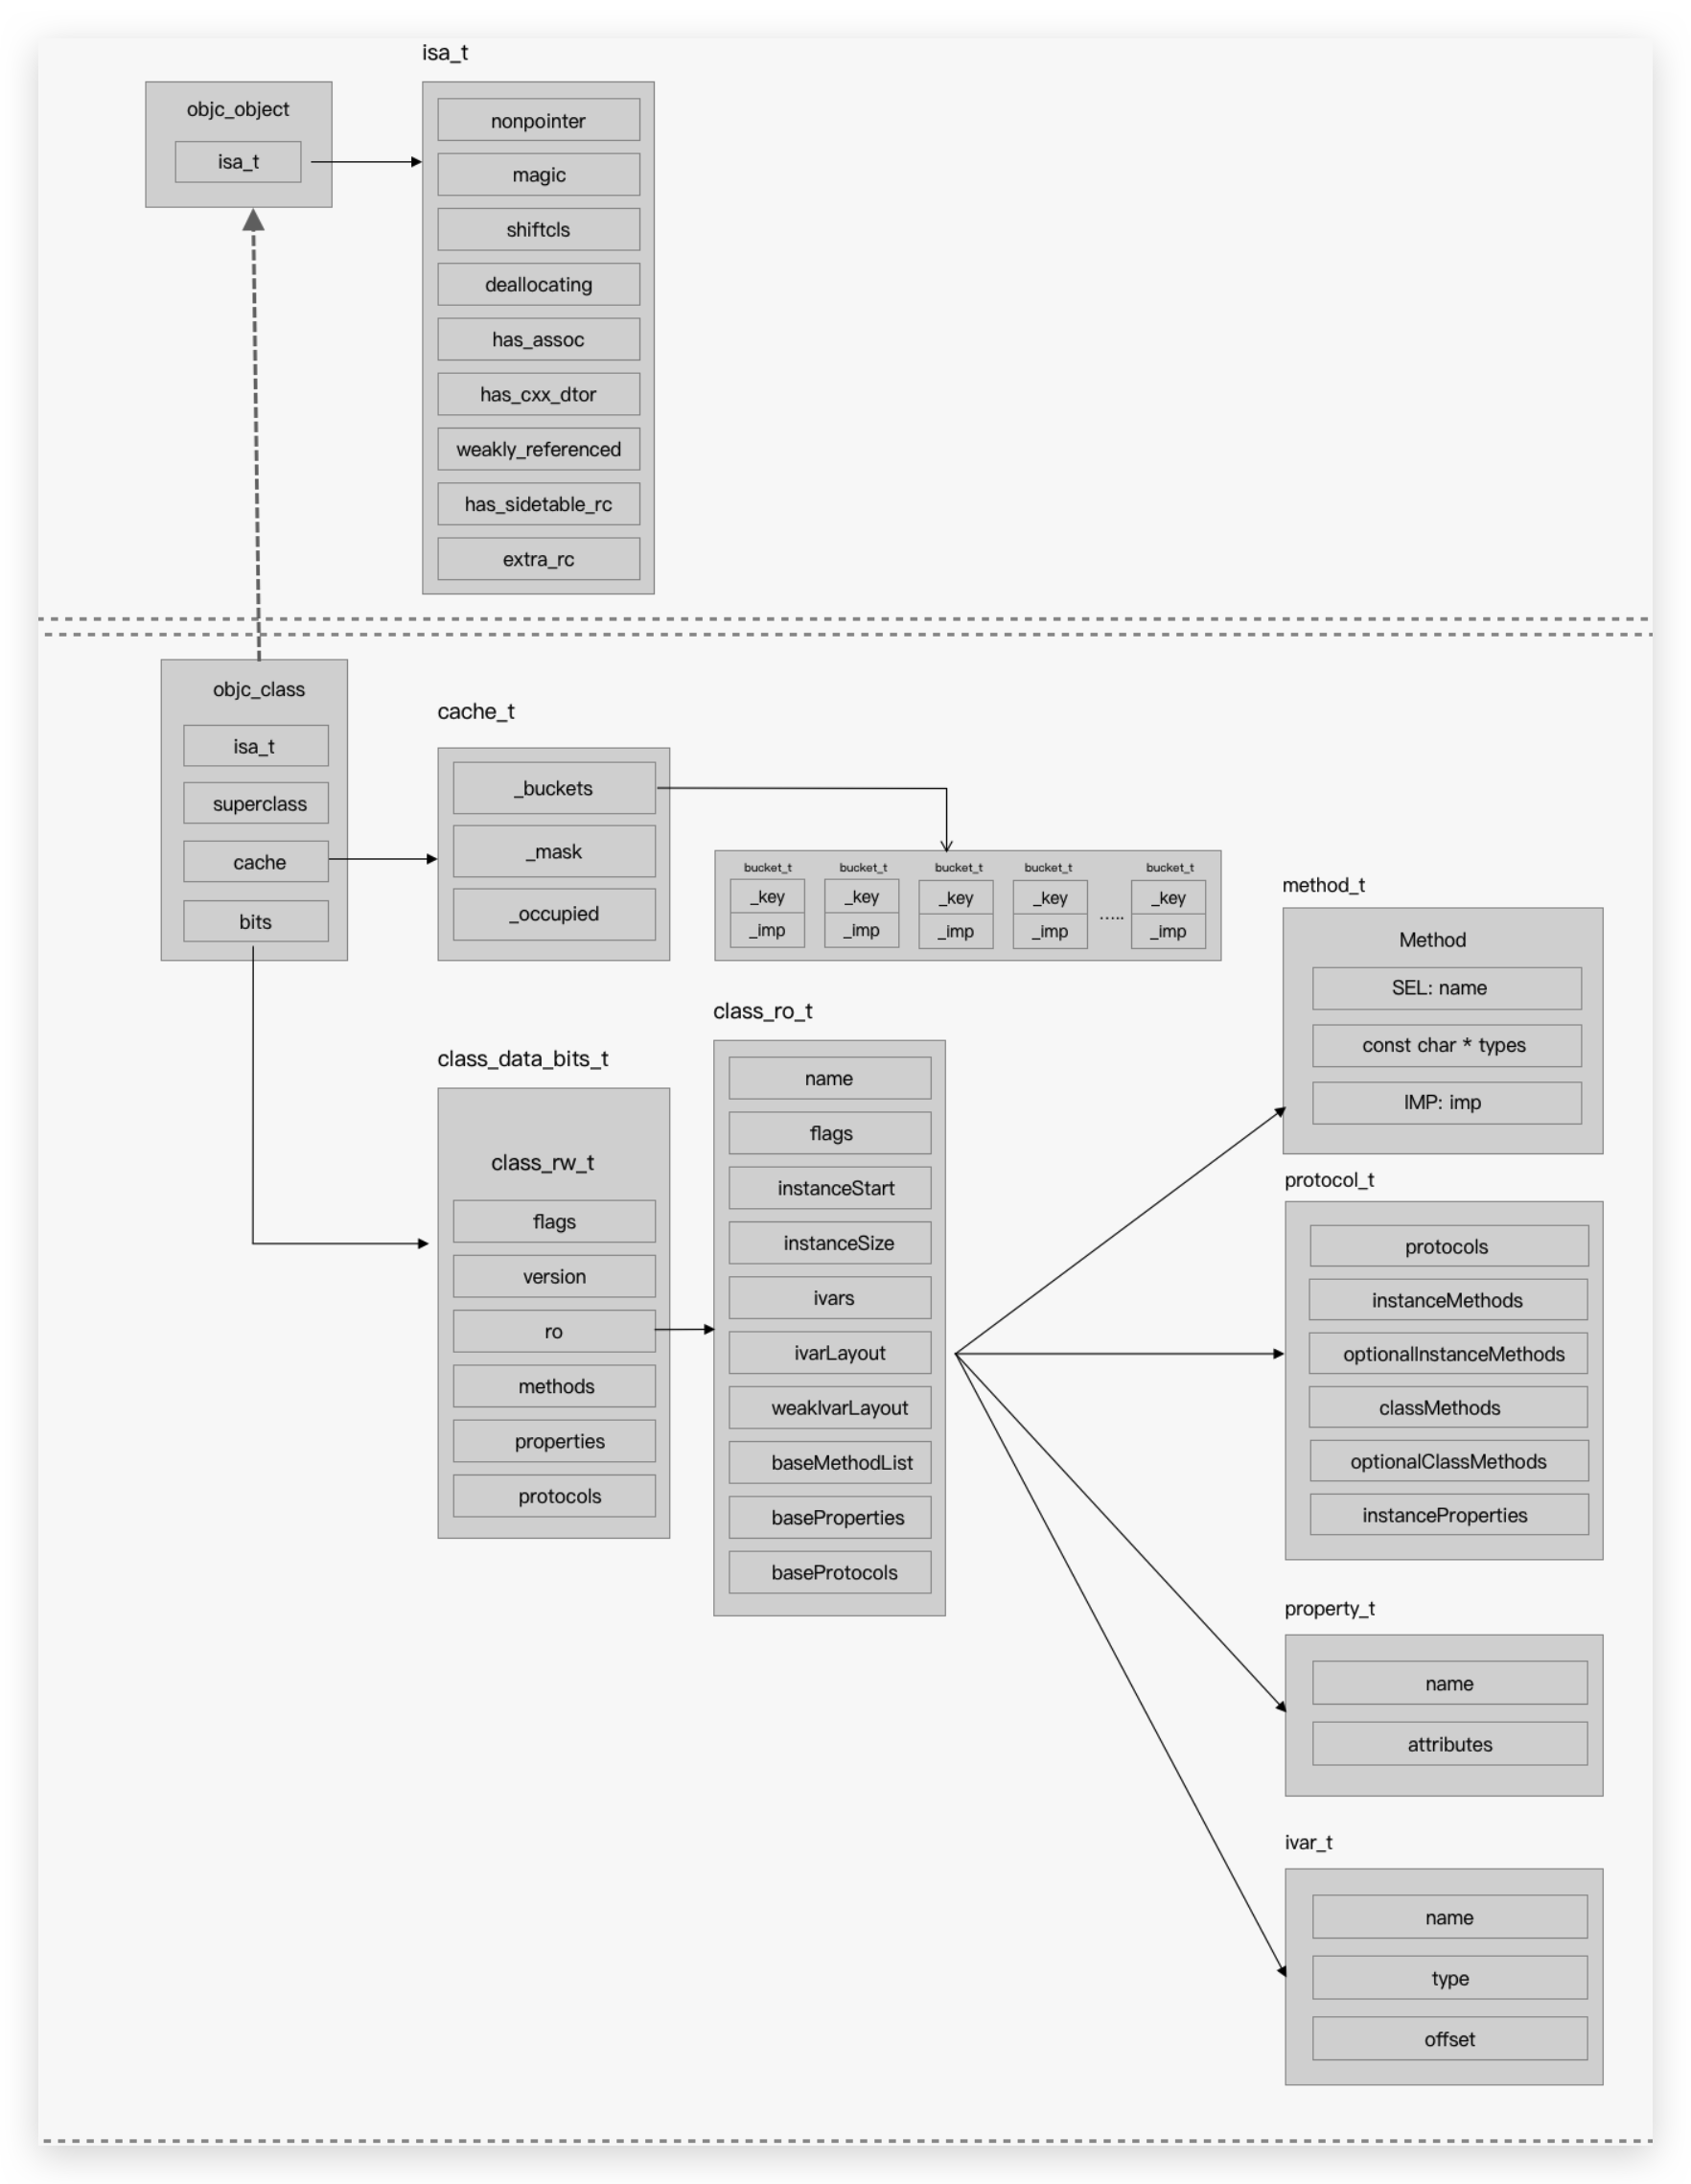 isa_t
objc_object
isa_t
nonpointer
magic
shiftcls
deallocating
has_assoc
has_cxx_dtor
weakly_referenced
has_sidetable_rc
extra_rc
objc_class
isa_t
superclass
cache
bits
cache_t
_buckets
_mask
_occupied
bucket_t bucket_t bucket_t bucket_t bucket_t
_key _key _key _key _key
.....
_imp _imp _imp _imp _imp
class_data_bits_t
class_rw_t
flags
version
ro
methods
properties
protocols
class_ro_t
name
flags
instanceStart
instanceSize
ivars
ivarLayout
weakIvarLayout
baseMethodList
baseProperties
baseProtocols
method_t
Method
SEL: name
const char * types
IMP: imp
protocol_t
protocols
instanceMethods
optionalInstanceMethods
classMethods
optionalClassMethods
instanceProperties
property_t
name
attributes
ivar_t
name
type
offset